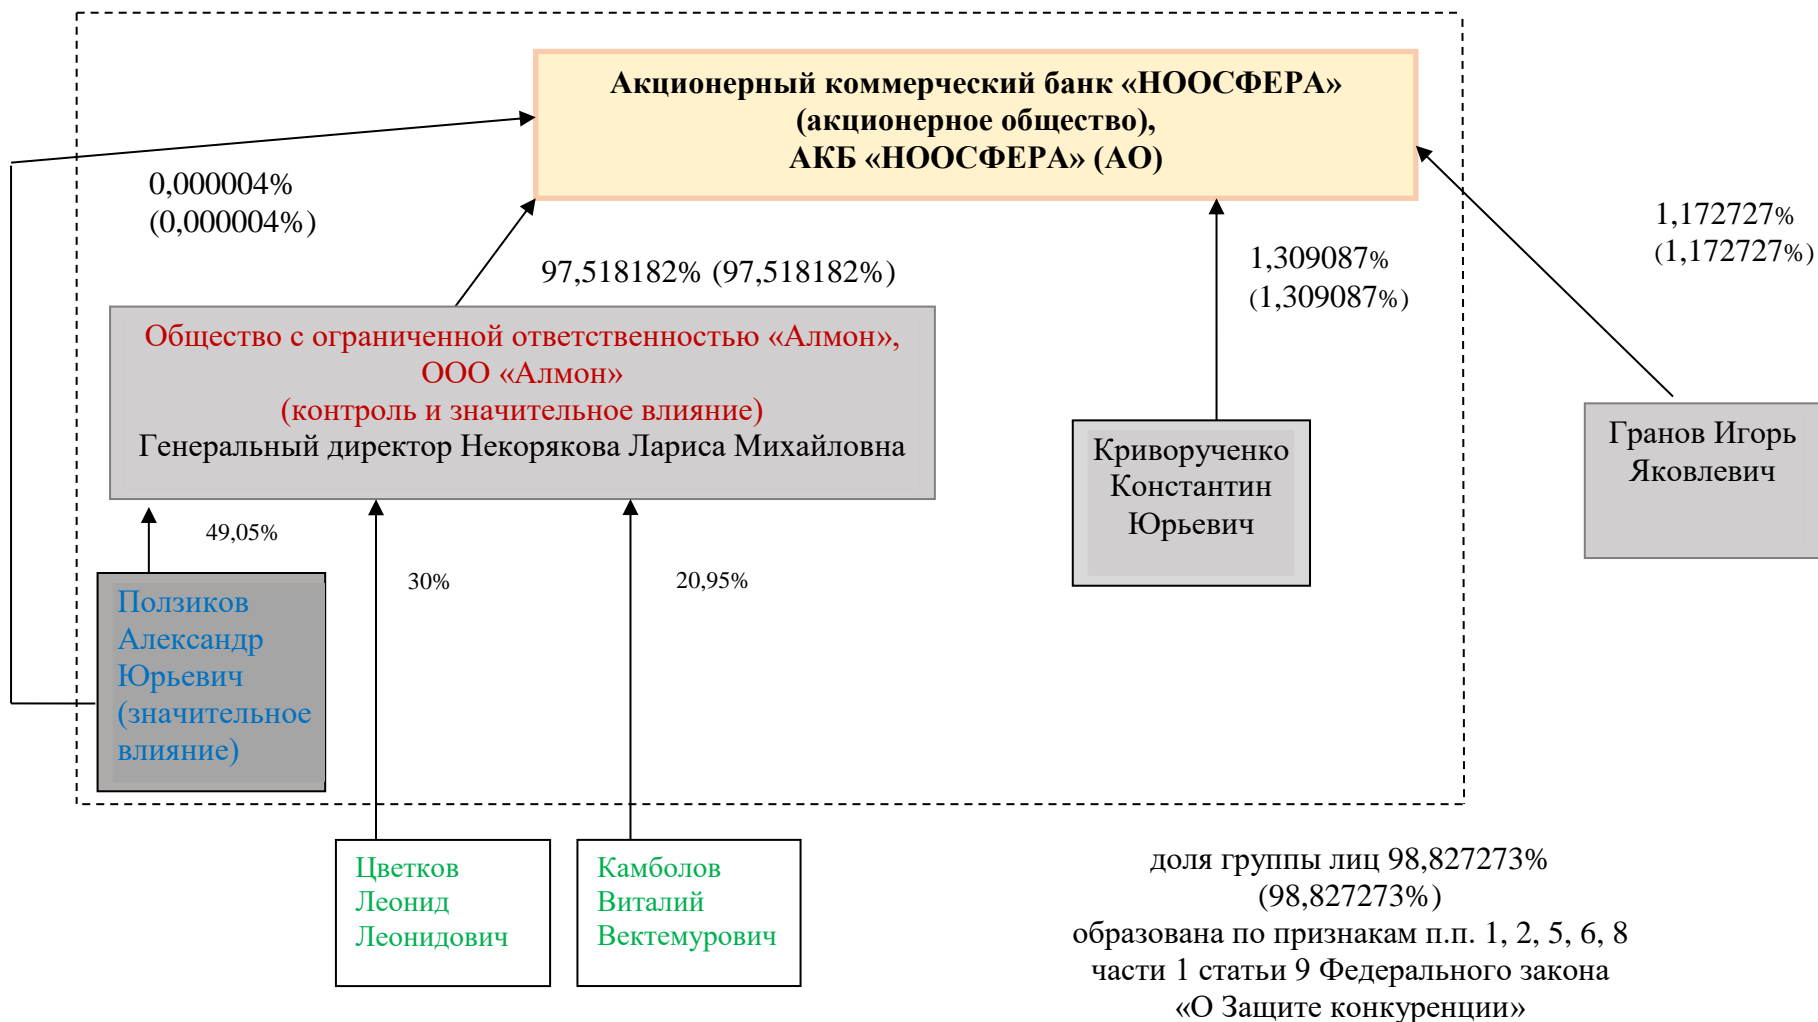 Акционерный коммерческий банк «НООСФЕРА»
(акционерное общество),
АКБ «НООСФЕРА» (АО)
0,000004%
(0,000004%)
97,518182% (97,518182%)
1,309087%
(1,309087%)
1,172727%
(1,172727%)
Общество с ограниченной ответственностью «Алмон»,
ООО «Алмон»
(контроль и значительное влияние)
Генеральный директор Некорякова Лариса Михайловна
Криворученко
Константин
Юрьевич
Гранов Игорь
Яковлевич
49,05%
30%
20,95%
Ползиков
Александр
Юрьевич
(значительное
влияние)
Цветков
Леонид
Леонидович
Камболов
Виталий
Вектемурович
доля группы лиц 98,827273%
(98,827273%)
образована по признакам п.п. 1, 2, 5, 6, 8
части 1 статьи 9 Федерального закона
«О Защите конкуренции»